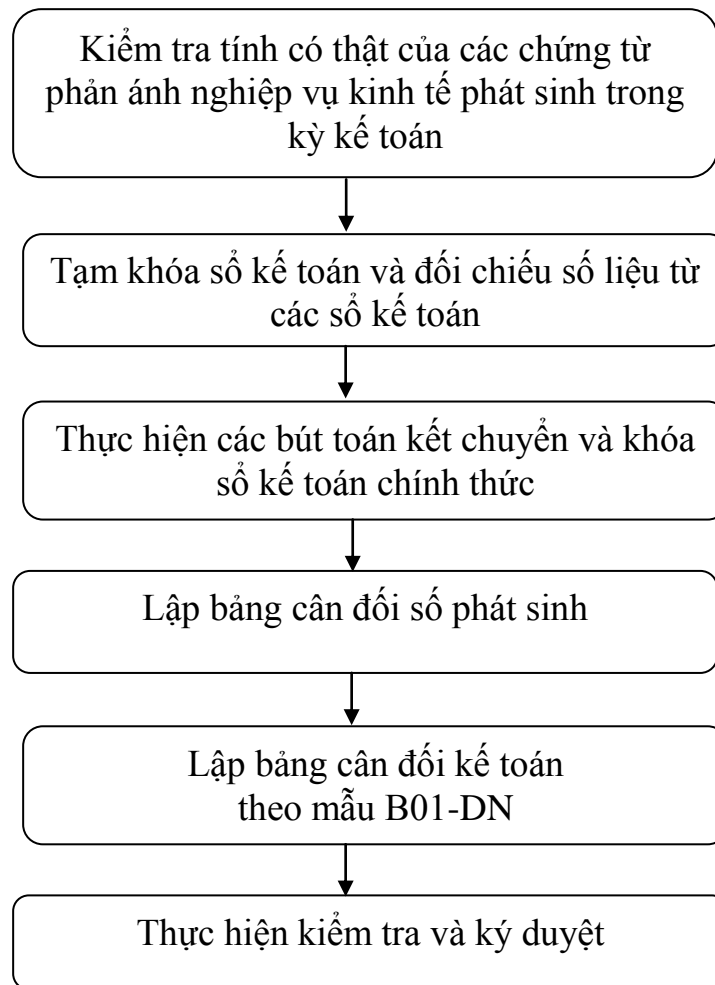 Kiểm tra tính có thật của các chứng từ
phản ánh nghiệp vụ kinh tế phát sinh trong
kỳ kế toán
Tạm khóa sổ kế toán và đối chiếu số liệu từ
các sổ kế toán
Thực hiện các bút toán kết chuyển và khóa
sổ kế toán chính thức
Lập bảng cân đối số phát sinh
Lập bảng cân đối kế toán
theo mẫu B01-DN
Thực hiện kiểm tra và ký duyệt